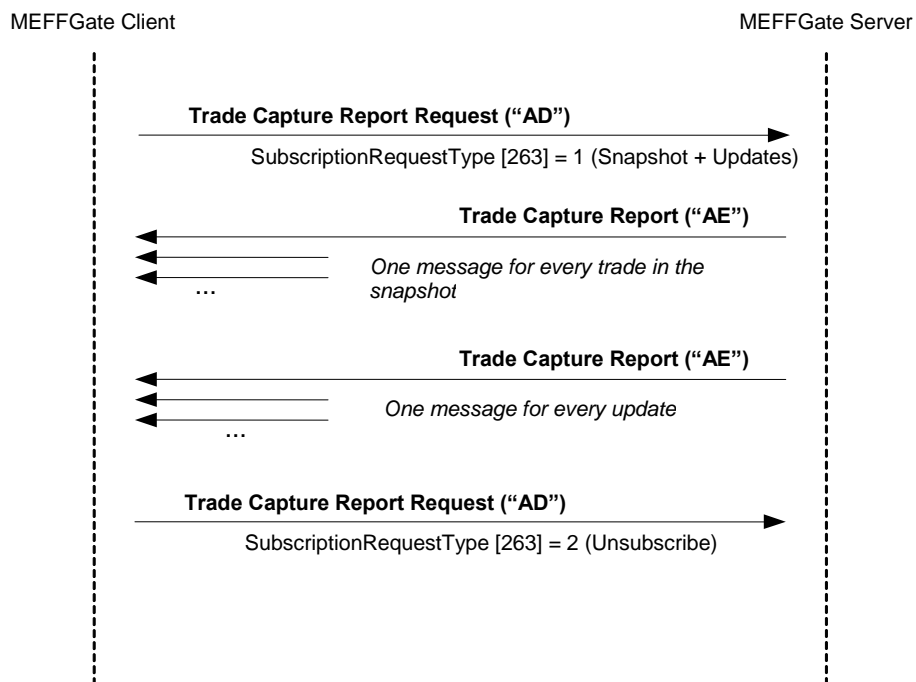 MEFFGate Client
MEFFGate Server
Trade Capture Report Request (“AD”)
SubscriptionRequestType [263] = 1 (Snapshot + Updates)
Trade Capture Report ("AE")
One message for every trade in the
snapshot
...
Trade Capture Report ("AE")
One message for every update
...
Trade Capture Report Request (“AD”)
SubscriptionRequestType [263] = 2 (Unsubscribe)